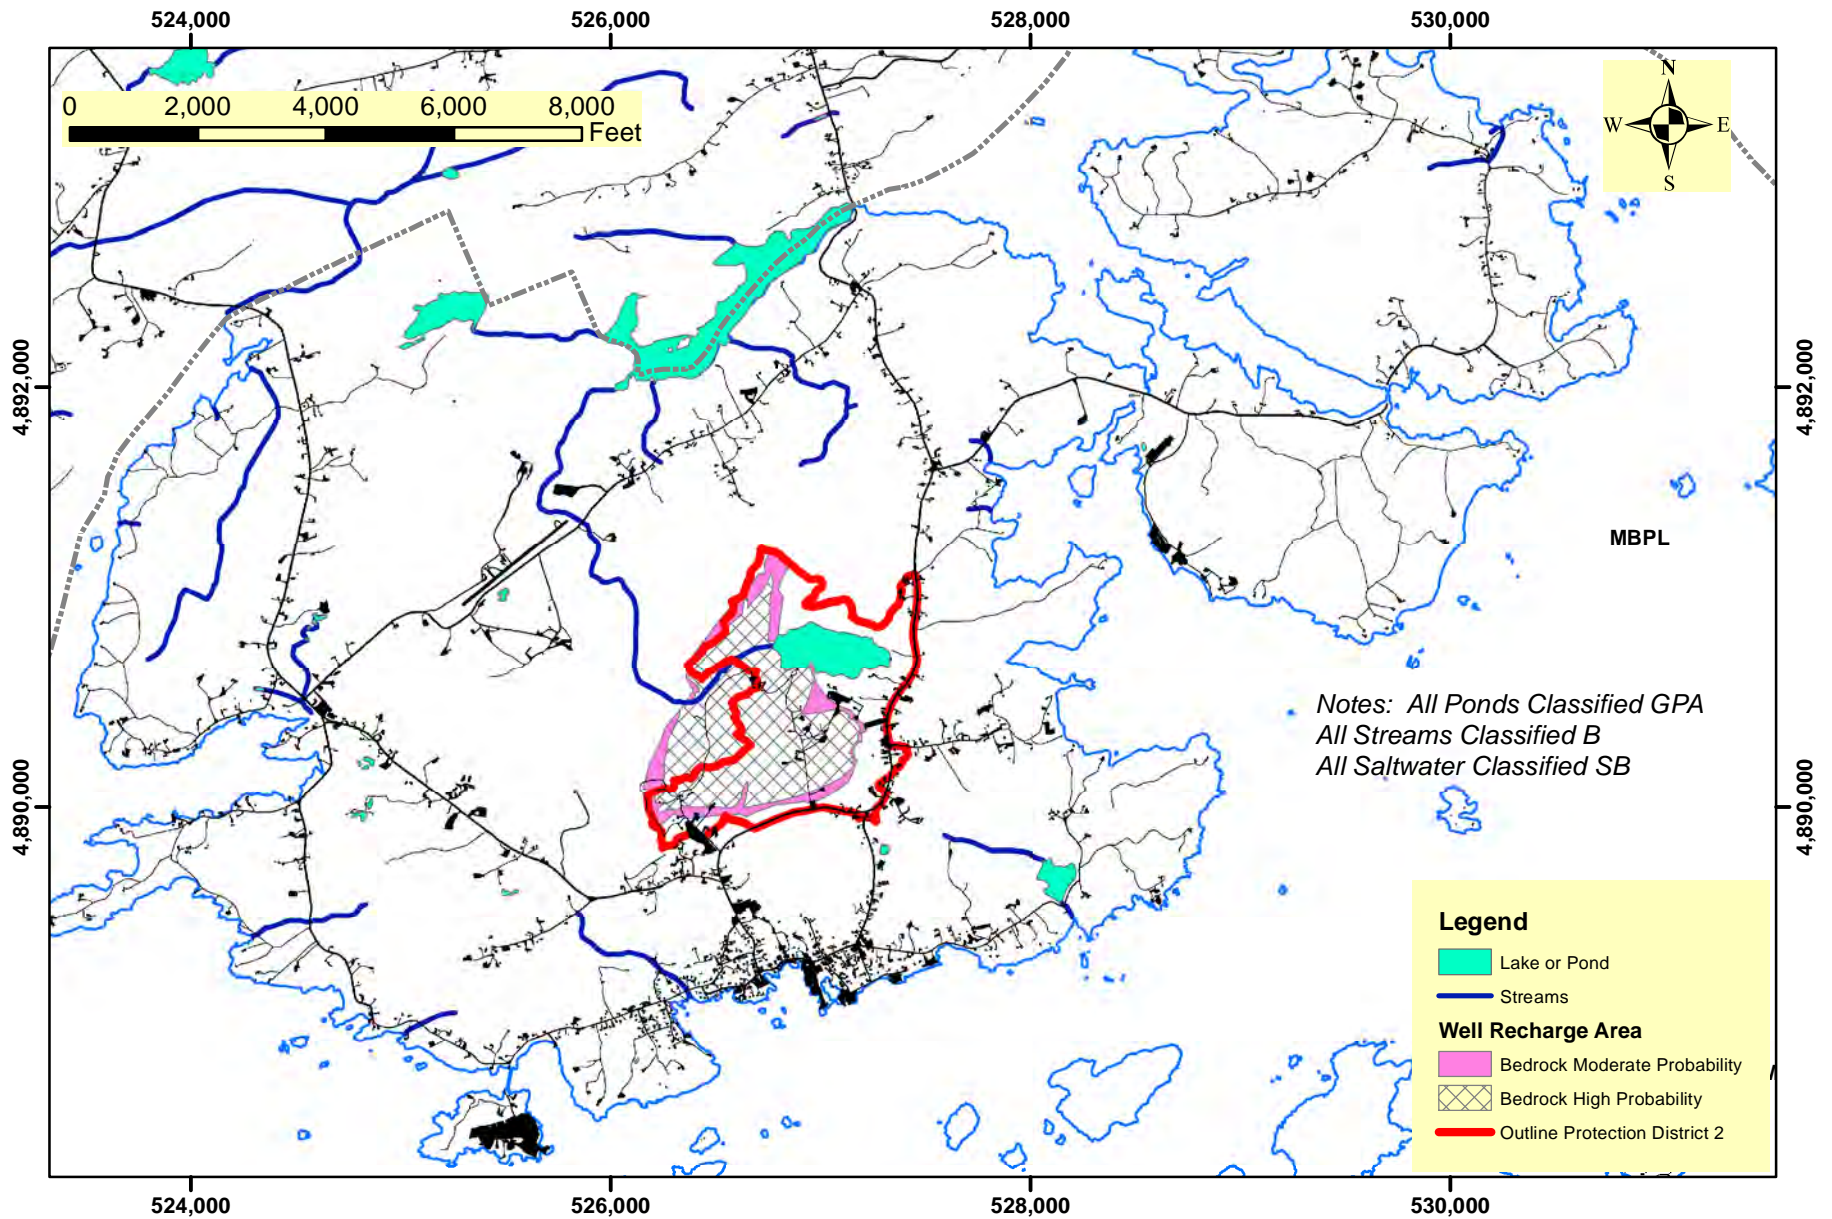 524,000 526,000 528,000 530,000
N
W E
S
0 2,000 4,000 6,000 8,000
Feet
4,892,000 4,892,000
MBPL
Notes: All Ponds Classified GPA
All Streams Classified B
All Saltwater Classified SB
4,890,000 4,890,000
Legend
Lake or Pond
Streams
Well Recharge Area
Bedrock Moderate Probability
Bedrock High Probability
Outline Protection District 2
524,000 526,000 528,000 530,000